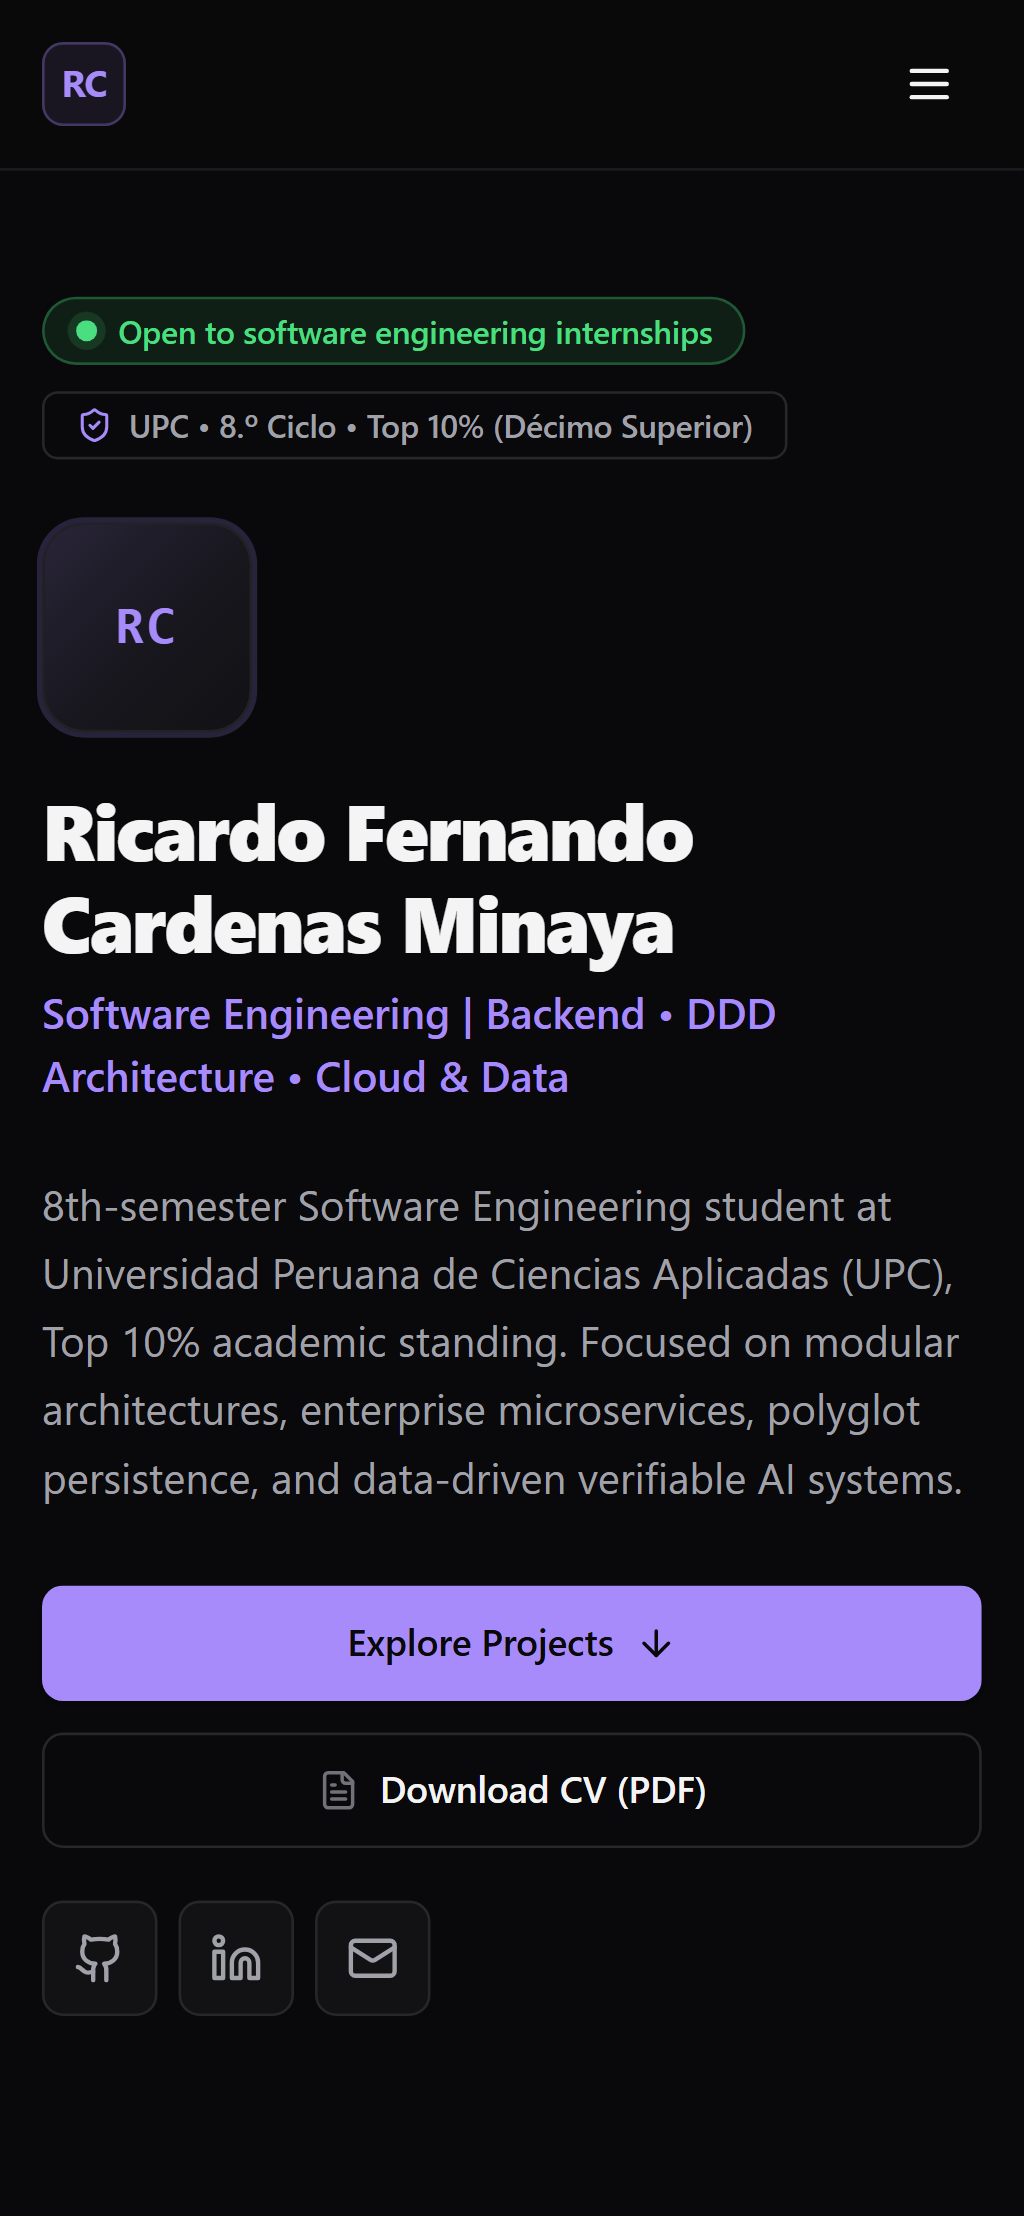 RC
Open to software engineering internships
UPC • 8.º Ciclo • Top 10% (Décimo Superior)
RC
Ricardo Fernando
Cardenas Minaya
Software Engineering | Backend • DDD
Architecture • Cloud & Data
8th-semester Software Engineering student at
Universidad Peruana de Ciencias Aplicadas (UPC),
Top 10% academic standing. Focused on modular
architectures, enterprise microservices, polyglot
persistence, and data-driven verifiable AI systems.
Explore Projects
Download CV (PDF)
in